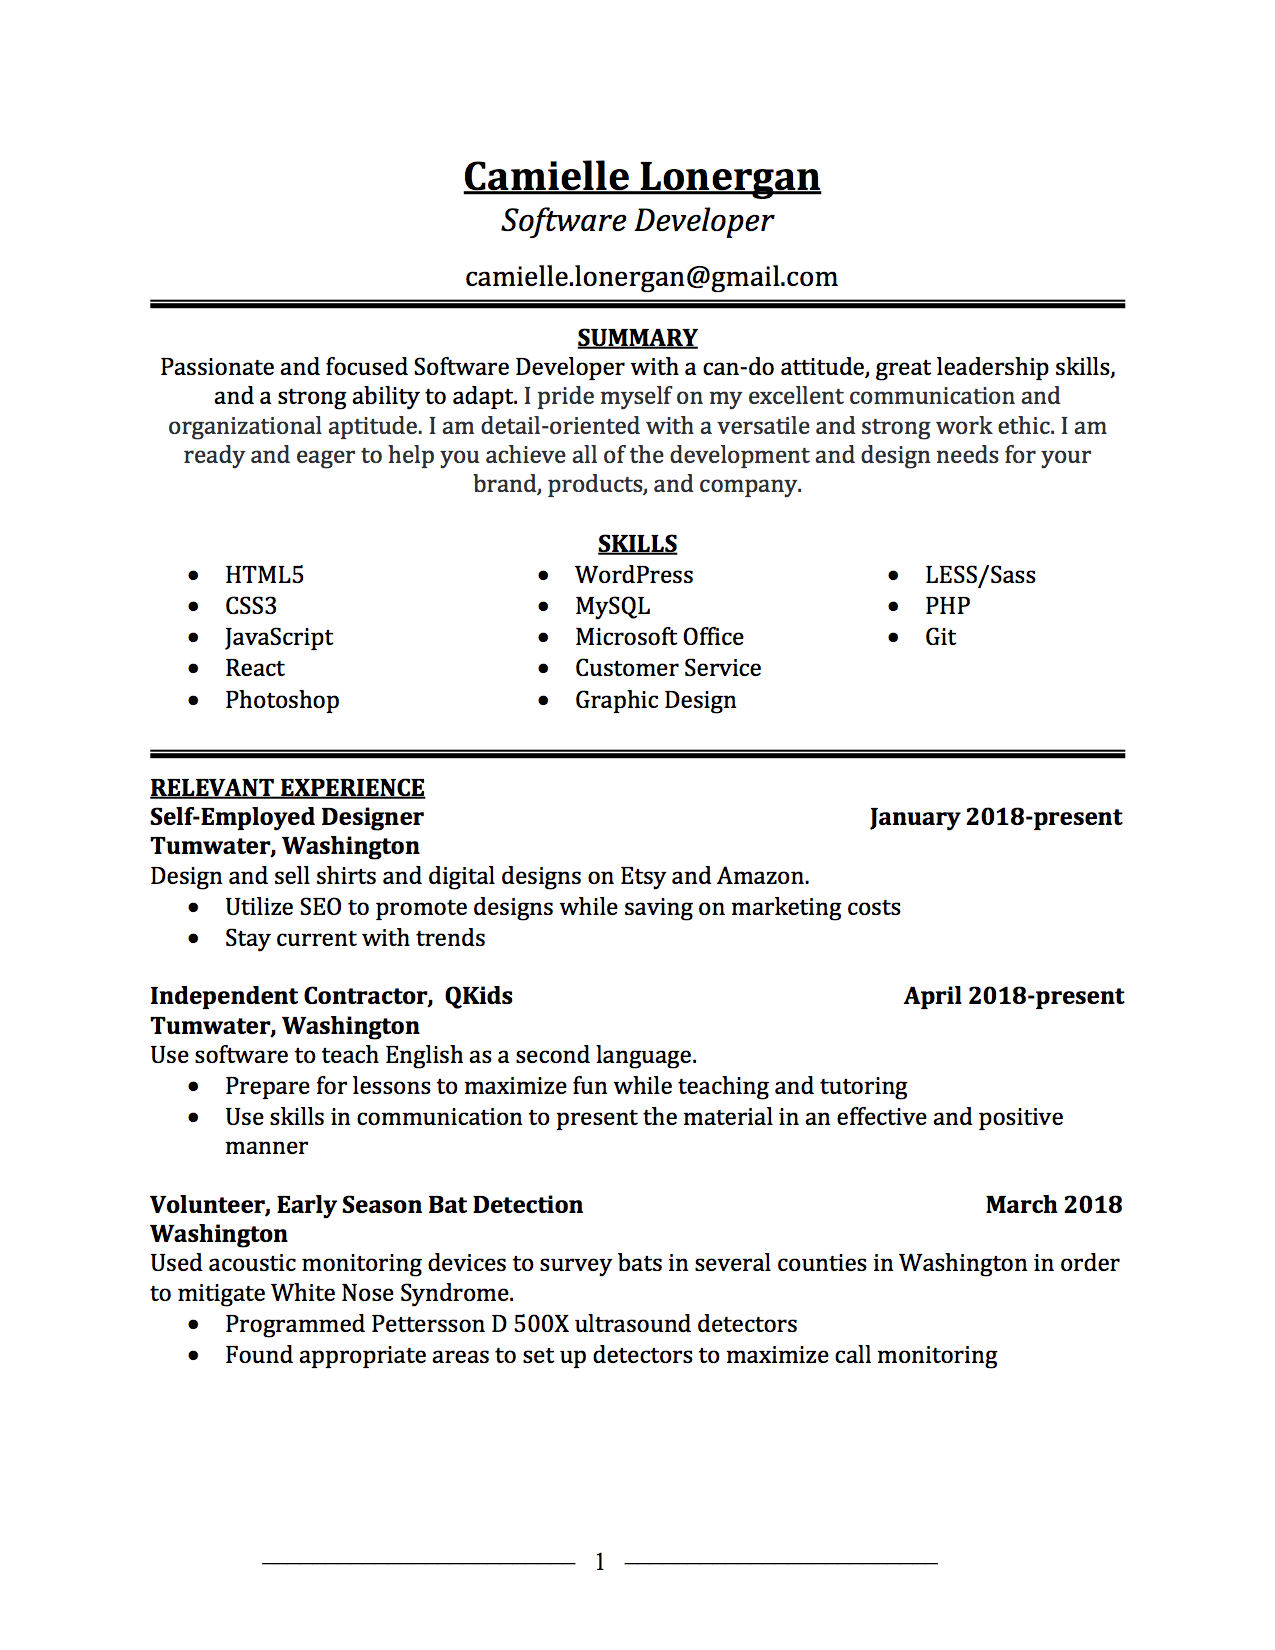 Camielle Lonergan
Software Developer
camielle.lonergan@gmail.com
SUMMARY
Passionate and focused Software Developer with a can-do attitude, great leadership skills,
and a strong ability to adapt. I pride myself on my excellent communication and
organizational aptitude. I am detail-oriented with a versatile and strong work ethic. I am
ready and eager to help you achieve all of the development and design needs for your
brand, products, and company.
SKILLS
• HTML5
• CSS3
• JavaScript
• React
• Photoshop
• WordPress
• MySQL
• Microsoft Office
• Customer Service
• Graphic Design
• LESS/Sass
• PHP
• Git
RELEVANT EXPERIENCE
Self-Employed Designer January 2018-present
Tumwater, Washington
Design and sell shirts and digital designs on Etsy and Amazon.
• Utilize SEO to promote designs while saving on marketing costs
• Stay current with trends
Independent Contractor, QKids April 2018-present
Tumwater, Washington
Use software to teach English as a second language.
• Prepare for lessons to maximize fun while teaching and tutoring
• Use skills in communication to present the material in an effective and positive
manner
Volunteer, Early Season Bat Detection March 2018
Washington
Used acoustic monitoring devices to survey bats in several counties in Washington in order
to mitigate White Nose Syndrome.
• Programmed Pettersson D 500X ultrasound detectors
• Found appropriate areas to set up detectors to maximize call monitoring
1